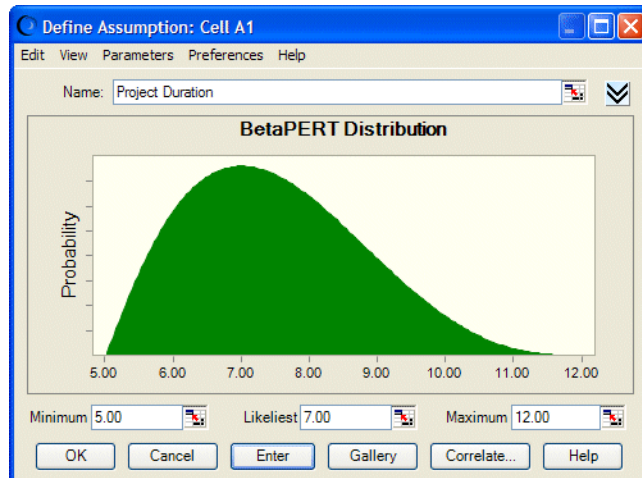 Define Assumption: Cell A1
Edit View Parameters Preferences Help
Name: Project Duration
BetaPERT Distribution
Probability
5.00 6.00 7.00 8.00 9.00 10.00 11.00 12.00
Minimum 5.00 Likeliest 7.00 Maximum 12.00
OK Cancel Enter Gallery Correlate... Help